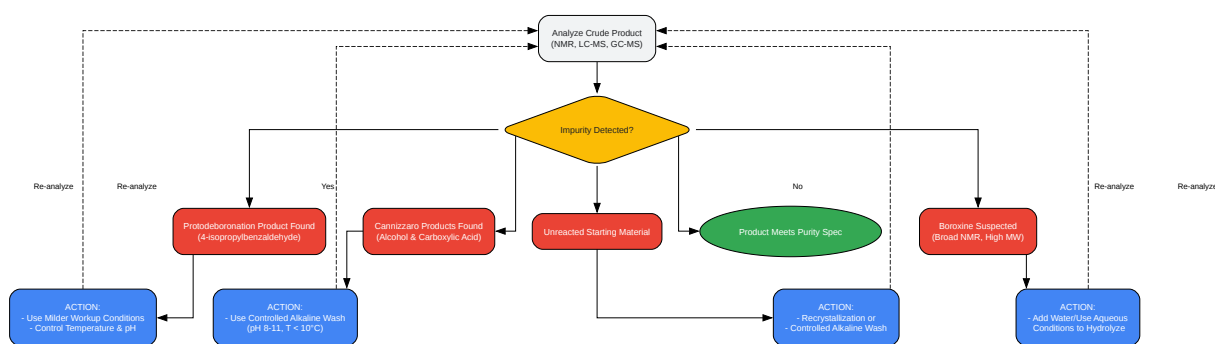 Analyze Crude Product
(NMR, LC-MS, GC-MS)
Impurity Detected?
Re-analyze
Re-analyze
Yes
No
Re-analyze
Re-analyze
Protodeboronation Product Found
(4-isopropylbenzaldehyde)
Cannizzaro Products Found
(Alcohol & Carboxylic Acid)
Unreacted Starting Material
Product Meets Purity Spec
Boroxine Suspected
(Broad NMR, High MW)
ACTION:
- Use Milder Workup Conditions
- Control Temperature & pH
ACTION:
- Use Controlled Alkaline Wash
(pH 8-11, T < 10°C)
ACTION:
- Recrystallization or
- Controlled Alkaline Wash
ACTION:
- Add Water/Use Aqueous
Conditions to Hydrolyze